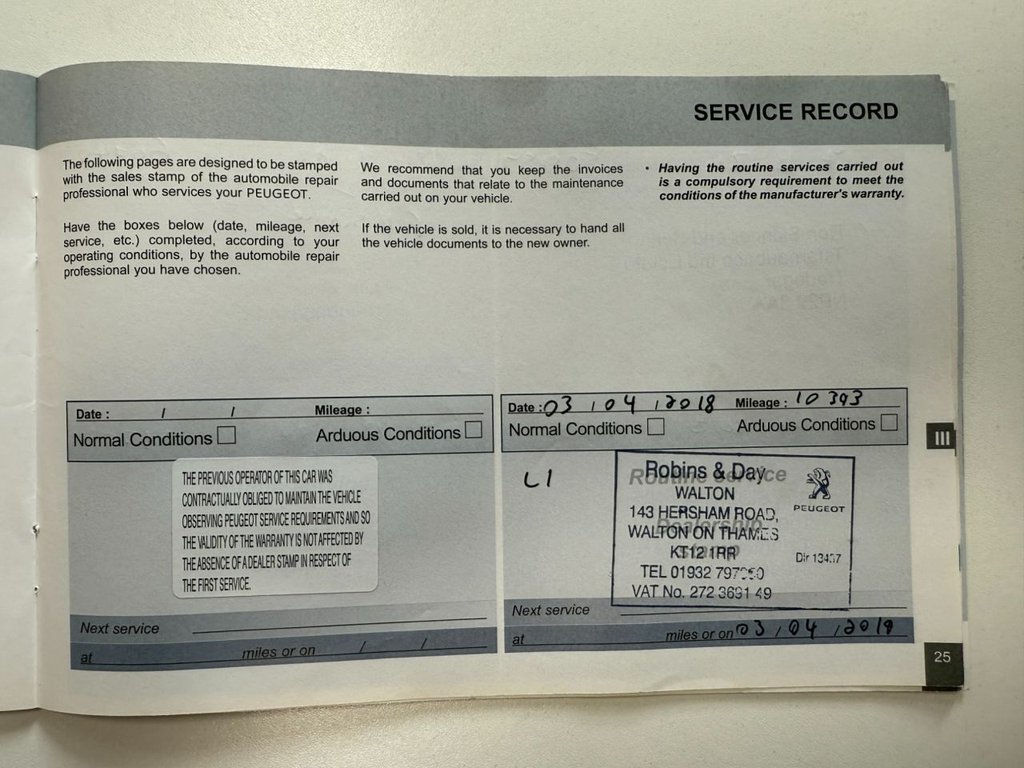 SERVICE RECORD
The following pages are designed to be stamped
with the sales stamp of the automobile repair
professional who services your PEUGEOT.
Have the boxes below (date, mileage, next
service, etc.) completed, according to your
operating conditions, by the automobile repair
professional you have chosen.
We recommend that you keep the invoices
and documents that relate to the maintenance
carried out on your vehicle.
If the vehicle is sold, it is necessary to hand all
the vehicle documents to the new owner.
• Having the routine services carried out
is a compulsory requirement to meet the
conditions of the manufacturer's warranty.
Date : / / Mileage :
Normal Conditions Arduous Conditions
THE PREVIOUS OPERATOR OF THIS CAR WAS
CONTRACTUALLY OBLIGED TO MAINTAIN THE VEHICLE
OBSERVING PEUGEOT SERVICE REQUIREMENTS AND SO
THE VALIDITY OF THE WARRANTY IS NOT AFFECTED BY
THE ABSENCE OF A DEALER STAMP IN RESPECT OF
THE FIRST SERVICE.
Next service
at miles or on / /
Date : 03 / 04 / 2018 Mileage : 10 393
Normal Conditions Arduous Conditions
L1
Routine service
Dealership
Robins & Day
WALTON
143 HERSHAM ROAD,
WALTON ON THAMES
KT12 1RR
TEL 01932
VAT No. 272 3691 49
PEUGEOT
Dlr
Next service
at miles or on 03 / 04 / 2019
III
25